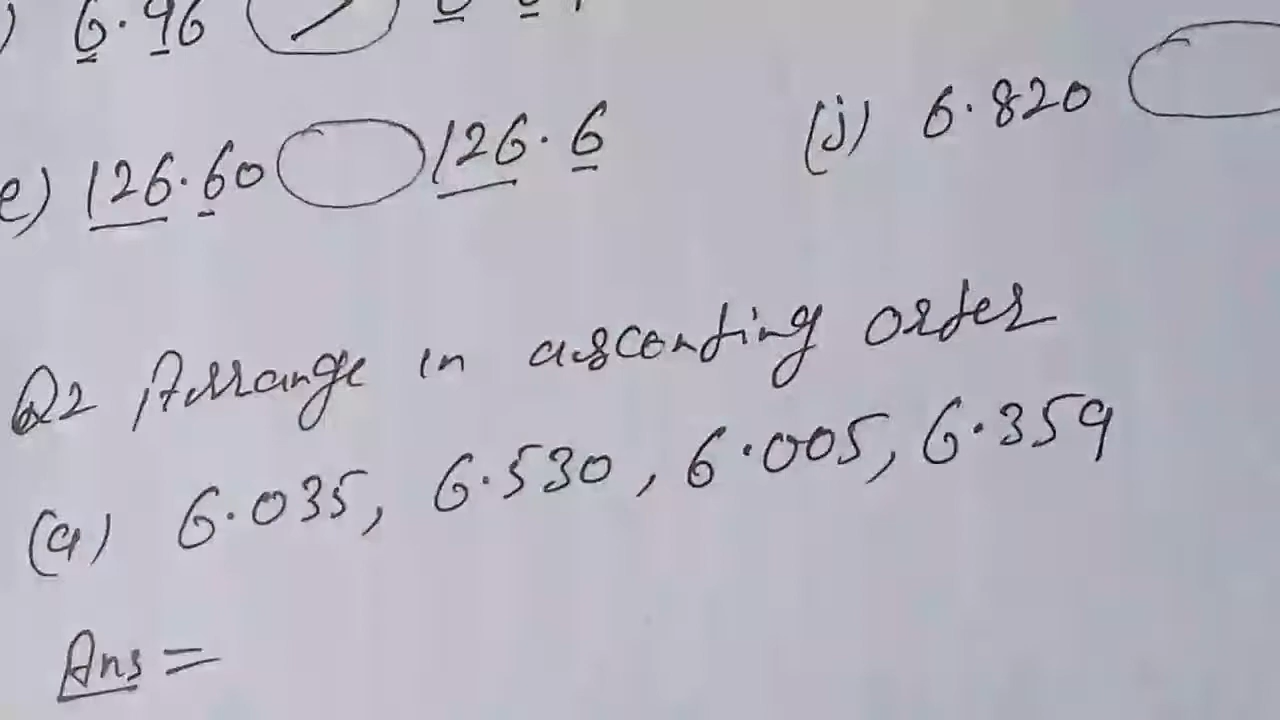 ) 6.96 >
e) 126.60 126.6
(j) 6.820
Q2 Arrange in ascending order
(a) 6.035, 6.530, 6.005, 6.359
Ans =